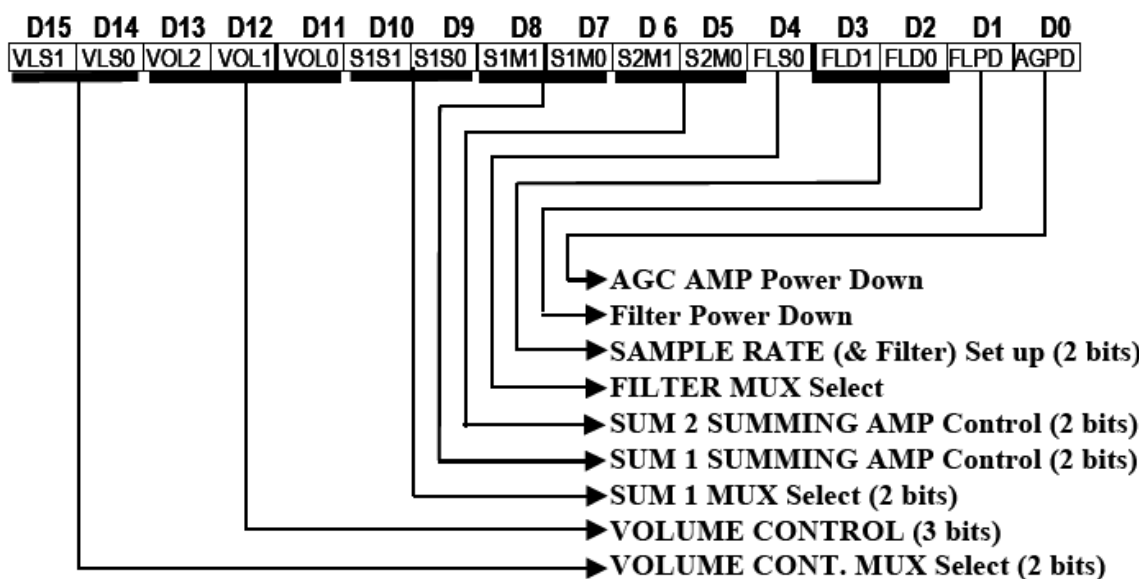 D15 D14 D13 D12 D11 D10 D9 D8 D7 D 6 D5 D4 D3 D2 D1 D0
VLS1 VLS0 VOL2 VOL1 VOL0 S1S1 S1S0 S1M1 S1M0 S2M1 S2M0 FLS0 FLD1 FLD0 FLPD AGPD
AGC AMP Power Down
Filter Power Down
SAMPLE RATE (& Filter) Set up (2 bits)
FILTER MUX Select
SUM 2 SUMMING AMP Control (2 bits)
SUM 1 SUMMING AMP Control (2 bits)
SUM 1 MUX Select (2 bits)
VOLUME CONTROL (3 bits)
VOLUME CONT. MUX Select (2 bits)